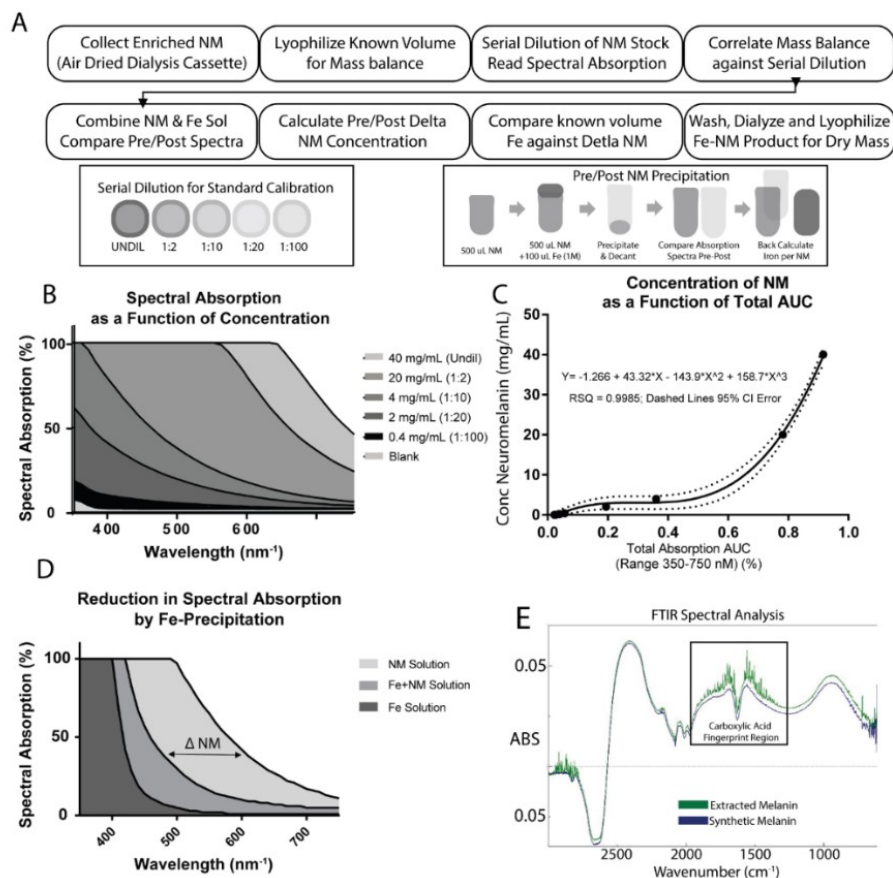 A
Collect Enriched NM
(Air Dried Dialysis Cassette)
Lyophilize Known Volume
for Mass balance
Serial Dilution of NM Stock
Read Spectral Absorption
Correlate Mass Balance
against Serial Dilution
Combine NM & Fe Sol
Compare Pre/Post Spectra
Calculate Pre/Post Delta
NM Concentration
Compare known volume
Fe against Detla NM
Wash, Dialyze and Lyophilize
Fe-NM Product for Dry Mass
Serial Dilution for Standard Calibration
UNDIL 1:2 1:10 1:20 1:100
Pre/Post NM Precipitation
500 uL NM
500 uL NM
+100 uL Fe (1M)
Precipitate
& Decant
Compare Absorption
Spectra Pre-Post
Back Calculate
Iron per NM
B
Spectral Absorption
as a Function of Concentration
Spectral Absorption (%)
100
50
0
400 500 600
Wavelength (nm⁻¹)
40 mg/mL (Undil)
20 mg/mL (1:2)
4 mg/mL (1:10)
2 mg/mL (1:20)
0.4 mg/mL (1:100)
Blank
C
Concentration of NM
as a Function of Total AUC
Conc Neuromelanin (mg/mL)
50
40
30
20
10
0
Y= -1.266 + 43.32*X - 143.9*X^2 + 158.7*X^3
RSQ = 0.9985; Dashed Lines 95% CI Error
0.0 0.2 0.4 0.6 0.8 1.0
Total Absorption AUC
(Range 350-750 nM) (%)
D
Reduction in Spectral Absorption
by Fe-Precipitation
Spectral Absorption (%)
100
50
0
Δ NM
400 500 600 700
Wavelength (nm⁻¹)
NM Solution
Fe+NM Solution
Fe Solution
E
FTIR Spectral Analysis
0.05
ABS
0.05
Carboxylic Acid
Fingerprint Region
Extracted Melanin
Synthetic Melanin
2500 2000 1000
Wavenumber (cm⁻¹)